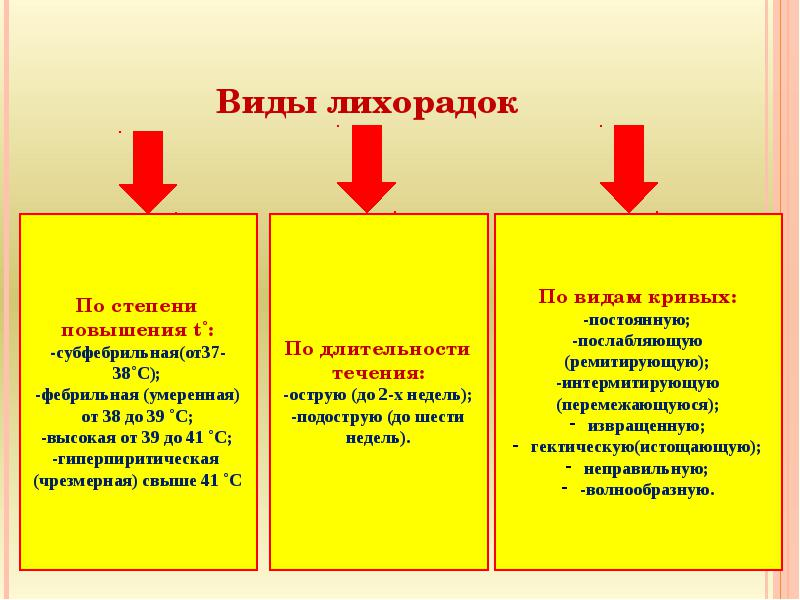 Виды лихорадок
По степени
повышения t˚:
-субфебрильная(от37-
38˚С);
-фебрильная (умеренная)
от 38 до 39 ˚С;
-высокая от 39 до 41 ˚С;
-гиперпиритическая
(чрезмерная) свыше 41 ˚С
По длительности
течения:
-острую (до 2-х недель);
-подострую (до шести
недель).
По видам кривых:
-постоянную;
-послабляющую
(ремитирующую);
-интермитирующую
(перемежающуюся);
- извращенную;
- гектическую(истощающую);
- неправильную;
- -волнообразную.